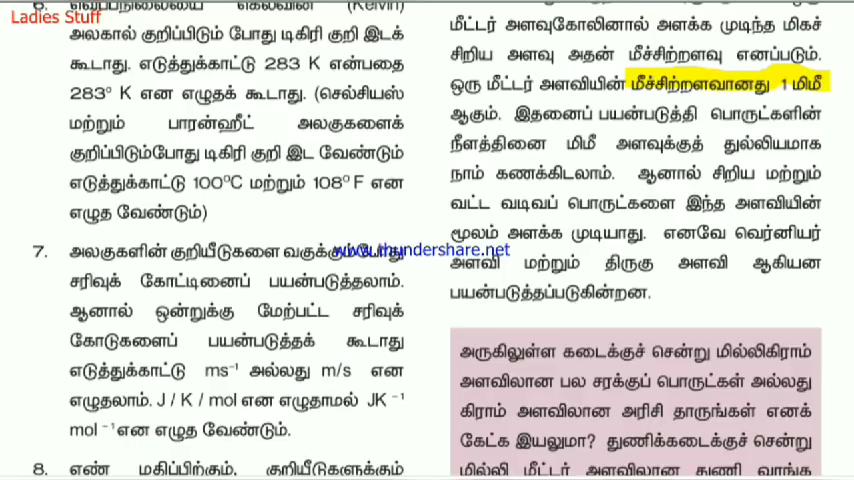 Ladies Stuff
6. வெப்பநிலையை கெல்வின் (Kelvin)
அலகால் குறிப்பிடும் போது டிகிரி குறி இடக்
கூடாது. எடுத்துக்காட்டு 283 K என்பதை
283° K என எழுதக் கூடாது. (செல்சியஸ்
மற்றும் பாரன்ஹீட் அலகுகளைக்
குறிப்பிடும்போது டிகிரி குறி இட வேண்டும்
எடுத்துக்காட்டு 100°C மற்றும் 108° F என
எழுத வேண்டும்)
7. அலகுகளின் குறியீடுகளை வகுக்கும்போது
சரிவுக் கோட்டினைப் பயன்படுத்தலாம்.
ஆனால் ஒன்றுக்கு மேற்பட்ட சரிவுக்
கோடுகளைப் பயன்படுத்தக் கூடாது
எடுத்துக்காட்டு ms⁻¹ அல்லது m/s என
எழுதலாம். J / K / mol என எழுதாமல் JK ⁻¹
mol ⁻¹ என எழுத வேண்டும்.
8. எண் மதிப்பிற்கும், குறியீடுகளுக்கும்
மீட்டர் அளவுகோலினால் அளக்க முடிந்த மிகச்
சிறிய அளவு அதன் மீச்சிற்றளவு எனப்படும்.
ஒரு மீட்டர் அளவியின் மீச்சிற்றளவானது 1 மிமீ
ஆகும். இதனைப் பயன்படுத்தி பொருட்களின்
நீளத்தினை மிமீ அளவுக்குத் துல்லியமாக
நாம் கணக்கிடலாம். ஆனால் சிறிய மற்றும்
வட்ட வடிவப் பொருட்களை இந்த அளவியின்
மூலம் அளக்க முடியாது. எனவே வெர்னியர்
அளவி மற்றும் திருகு அளவி ஆகியன
பயன்படுத்தப்படுகின்றன.
www.thundershare.net
அருகிலுள்ள கடைக்குச் சென்று மில்லிகிராம்
அளவிலான பல சரக்குப் பொருட்கள் அல்லது
கிராம் அளவிலான அரிசி தாருங்கள் எனக்
கேட்க இயலுமா? துணிக்கடைக்குச் சென்று
மில்லி மீட்டர் அளவிலான துணி வாங்க